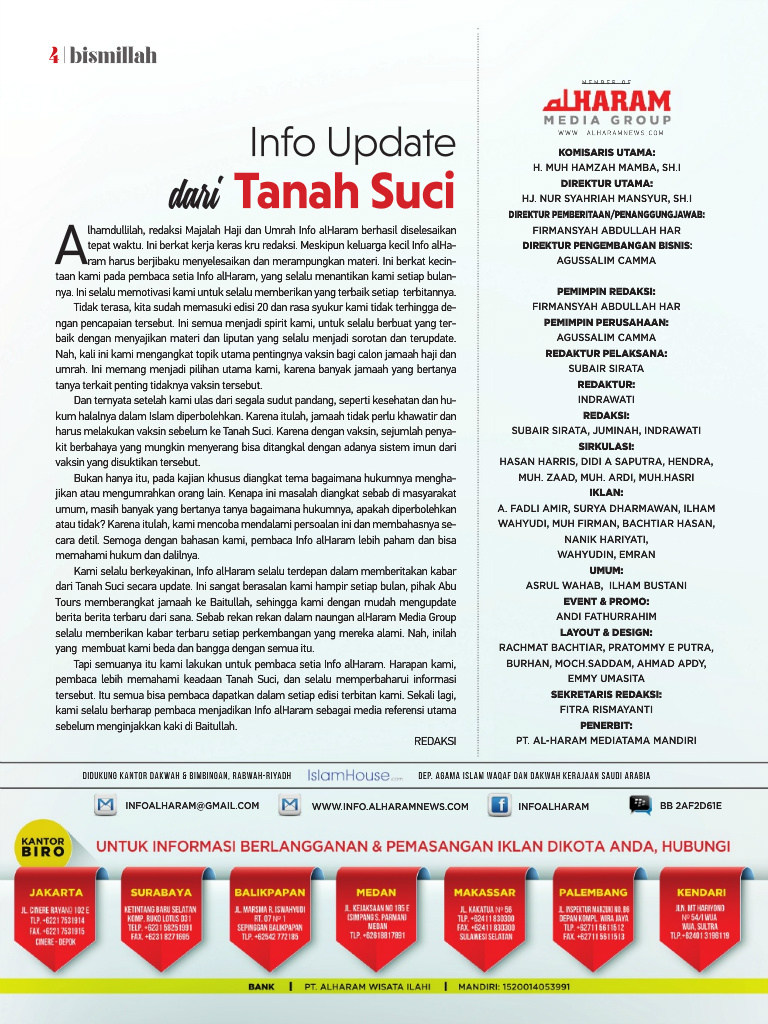 4 | bismillah
Info Update
dari Tanah Suci
Alhamdullilah, redaksi Majalah Haji dan Umrah Info alHaram berhasil diselesaikan
tepat waktu. Ini berkat kerja keras kru redaksi. Meskipun keluarga kecil Info alHa-
ram harus berjibaku menyelesaikan dan merampungkan materi. Ini berkat kecin-
taan kami pada pembaca setia Info alHaram, yang selalu menantikan kami setiap bulan-
nya. Ini selalu memotivasi kami untuk selalu memberikan yang terbaik setiap terbitannya.
Tidak terasa, kita sudah memasuki edisi 20 dan rasa syukur kami tidak terhingga de-
ngan pencapaian tersebut. Ini semua menjadi spirit kami, untuk selalu berbuat yang ter-
baik dengan menyajikan materi dan liputan yang selalu menjadi sorotan dan terupdate.
Nah, kali ini kami mengangkat topik utama pentingnya vaksin bagi calon jamaah haji dan
umrah. Ini memang menjadi pilihan utama kami, karena banyak jamaah yang bertanya
tanya terkait penting tidaknya vaksin tersebut.
Dan ternyata setelah kami ulas dari segala sudut pandang, seperti kesehatan dan hu-
kum halalnya dalam Islam diperbolehkan. Karena itulah, jamaah tidak perlu khawatir dan
harus melakukan vaksin sebelum ke Tanah Suci. Karena dengan vaksin, sejumlah penya-
kit berbahaya yang mungkin menyerang bisa ditangkal dengan adanya sistem imun dari
vaksin yang disuktikan tersebut.
Bukan hanya itu, pada kajian khusus diangkat tema bagaimana hukumnya mengha-
jikan atau mengumrahkan orang lain. Kenapa ini masalah diangkat sebab di masyarakat
umum, masih banyak yang bertanya tanya bagaimana hukumnya, apakah diperbolehkan
atau tidak? Karena itulah, kami mencoba mendalami persoalan ini dan membahasnya se-
cara detil. Semoga dengan bahasan kami, pembaca Info alHaram lebih paham dan bisa
memahami hukum dan dalilnya.
Kami selalu berkeyakinan, Info alHaram selalu terdepan dalam memberitakan kabar
dari Tanah Suci secara update. Ini sangat berasalan kami hampir setiap bulan, pihak Abu
Tours memberangkat jamaah ke Baitullah, sehingga kami dengan mudah mengupdate
berita berita terbaru dari sana. Sebab rekan rekan dalam naungan alHaram Media Group
selalu memberikan kabar terbaru setiap perkembangan yang mereka alami. Nah, inilah
yang membuat kami beda dan bangga dengan semua itu.
Tapi semuanya itu kami lakukan untuk pembaca setia Info alHaram. Harapan kami,
pembaca lebih memahami keadaan Tanah Suci, dan selalu memperbaharui informasi
tersebut. Itu semua bisa pembaca dapatkan dalam setiap edisi terbitan kami. Sekali lagi,
kami selalu berharap pembaca menjadikan Info alHaram sebagai media referensi utama
sebelum menginjakkan kaki di Baitullah.
REDAKSI
MEMBER OF
alHARAM
MEDIA GROUP
WWW ALHARAMNEWS.COM
KOMISARIS UTAMA:
H. MUH HAMZAH MAMBA, SH.I
DIREKTUR UTAMA:
HJ. NUR SYAHRIAH MANSYUR, SH.I
DIREKTUR PEMBERITAAN/PENANGGUNGJAWAB:
FIRMANSYAH ABDULLAH HAR
DIREKTUR PENGEMBANGAN BISNIS:
AGUSSALIM CAMMA
PEMIMPIN REDAKSI:
FIRMANSYAH ABDULLAH HAR
PEMIMPIN PERUSAHAAN:
AGUSSALIM CAMMA
REDAKTUR PELAKSANA:
SUBAIR SIRATA
REDAKTUR:
INDRAWATI
REDAKSI:
SUBAIR SIRATA, JUMINAH, INDRAWATI
SIRKULASI:
HASAN HARRIS, DIDI A SAPUTRA, HENDRA,
MUH. ZAAD, MUH. ARDI, MUH.HASRI
IKLAN:
A. FADLI AMIR, SURYA DHARMAWAN, ILHAM
WAHYUDI, MUH FIRMAN, BACHTIAR HASAN,
NANIK HARIYATI,
WAHYUDIN, EMRAN
UMUM:
ASRUL WAHAB, ILHAM BUSTANI
EVENT & PROMO:
ANDI FATHURRAHIM
LAYOUT & DESIGN:
RACHMAT BACHTIAR, PRATOMMY E PUTRA,
BURHAN, MOCH.SADDAM, AHMAD APDY,
EMMY UMASITA
SEKRETARIS REDAKSI:
FITRA RISMAYANTI
PENERBIT:
PT. AL-HARAM MEDIATAMA MANDIRI
DIDUKUNG KANTOR DAKWAH & BIMBINGAN, RABWAH-RIYADH IslamHouse.com DEP. AGAMA ISLAM WAQAF DAN DAKWAH KERAJAAN SAUDI ARABIA
INFOALHARAM@GMAIL.COM WWW.INFO.ALHARAMNEWS.COM f INFOALHARAM BB 2AF2D61E
KANTOR
BIRO
UNTUK INFORMASI BERLANGGANAN & PEMASANGAN IKLAN DIKOTA ANDA, HUBUNGI
JAKARTA
JL. CINERE RAYA NO 192 E
TLP. +6221 7531914
FAX. +6221 7531915
CINERE - DEPOK
SURABAYA
KETINTANG BARU SELATAN
KOMP. RUKO LOTUS D31
TELP. +6231 58251991
FAX. +6231 8271695
BALIKPAPAN
JL. MARSMA R. ISWAHYUDI
RT. 07 Nº 1
SEPINGGAN BALIKPAPAN
TLP. +62542 772185
MEDAN
JL. KEJAKSAAN NO 195 E
(SIMPANG S. PARMAN)
MEDAN
TLP. +62618817891
MAKASSAR
JL. KAKATUA Nº 56
TLP. +62411 830300
FAX. +62411 830300
SULAWESI SELATAN
PALEMBANG
JL. INSPEKTUR MARZUKI NO. 86
DEPAN KOMPL. WIRA JAYA
TLP. +62711 5611512
FAX. +62711 5611513
KENDARI
JLN. MT HARIYONO
Nº 54/I WUA
WUA, SULTRA
TLP.+62401 3196119
BANK | PT. ALHARAM WISATA ILAHI | MANDIRI: 1520014053991